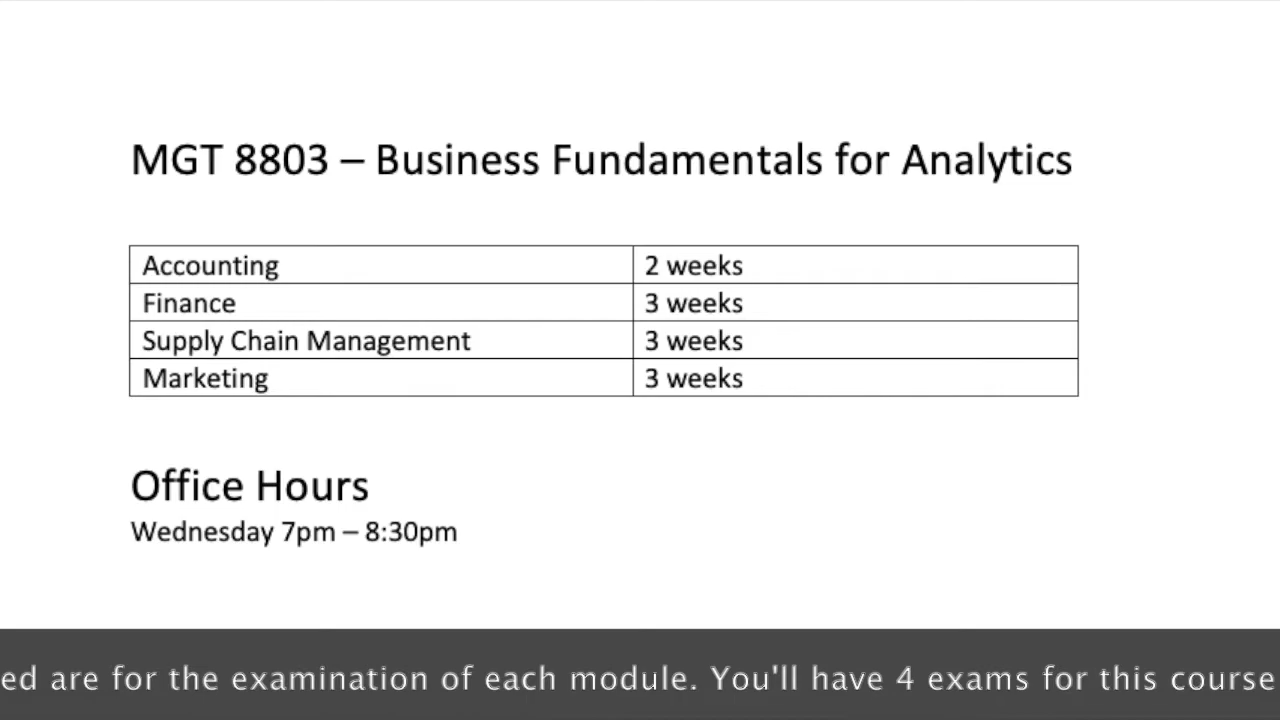 MGT 8803 – Business Fundamentals for Analytics
Accounting 2 weeks
Finance 3 weeks
Supply Chain Management 3 weeks
Marketing 3 weeks
Office Hours
Wednesday 7pm – 8:30pm
ed are for the examination of each module. You'll have 4 exams for this course